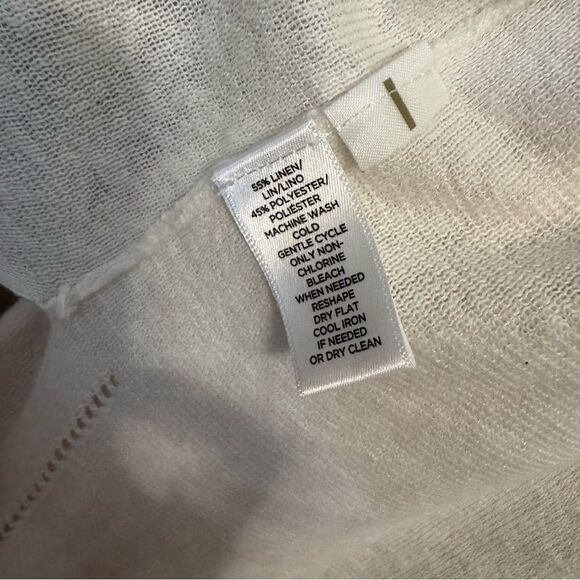 i
55% LINEN/
LIN/LINO
45% POLYESTER/
POLIÉSTER
MACHINE WASH
COLD
GENTLE CYCLE
ONLY NON-
CHLORINE
BLEACH
WHEN NEEDED
RESHAPE
DRY FLAT
COOL IRON
IF NEEDED
OR DRY CLEAN